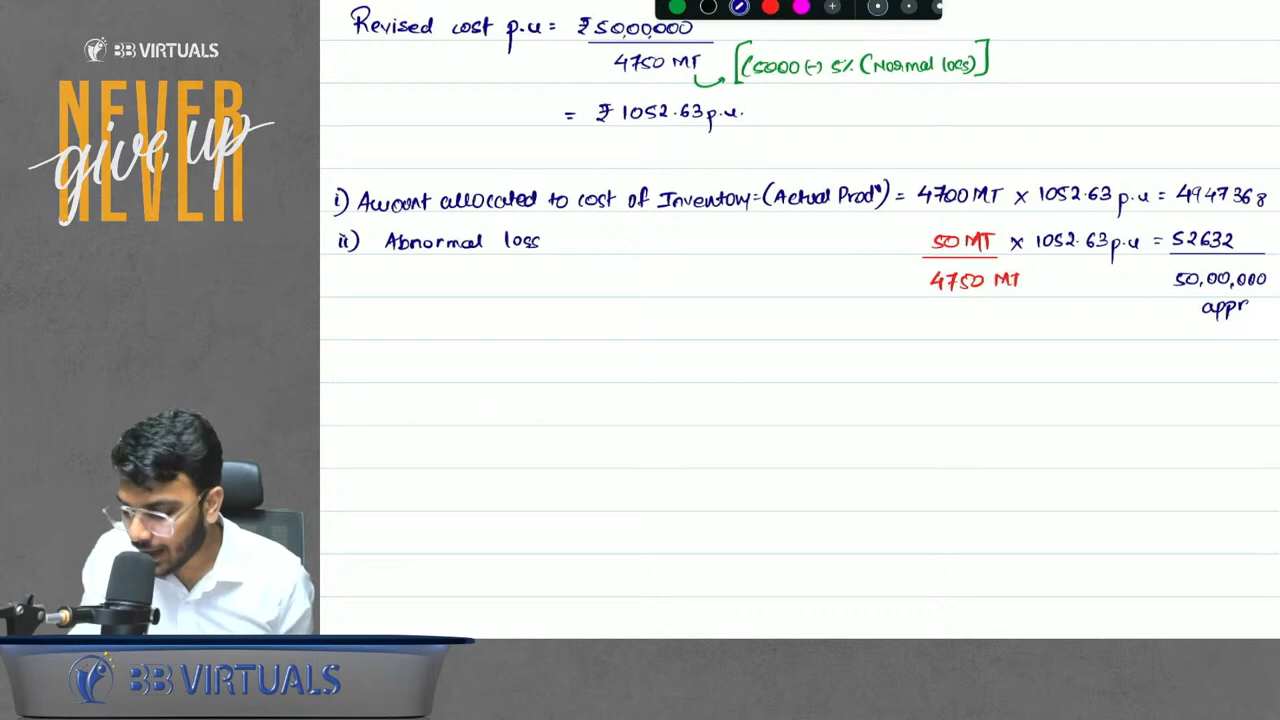 BB VIRTUALS
NEVER
give up
NEVER
Revised cost p.u = ₹50,00,000
4750 MT [(5000 (-) 5% (Normal loss)]
= ₹ 1052.63 p.u.
i) Amount allocated to cost of Inventory = (Actual Prodⁿ) = 4700 MT × 1052.63 p.u = 4947368
ii) Abnormal loss 50 MT × 1052.63 p.u = 52632
4750 MT 50,00,000
appr
BB VIRTUALS